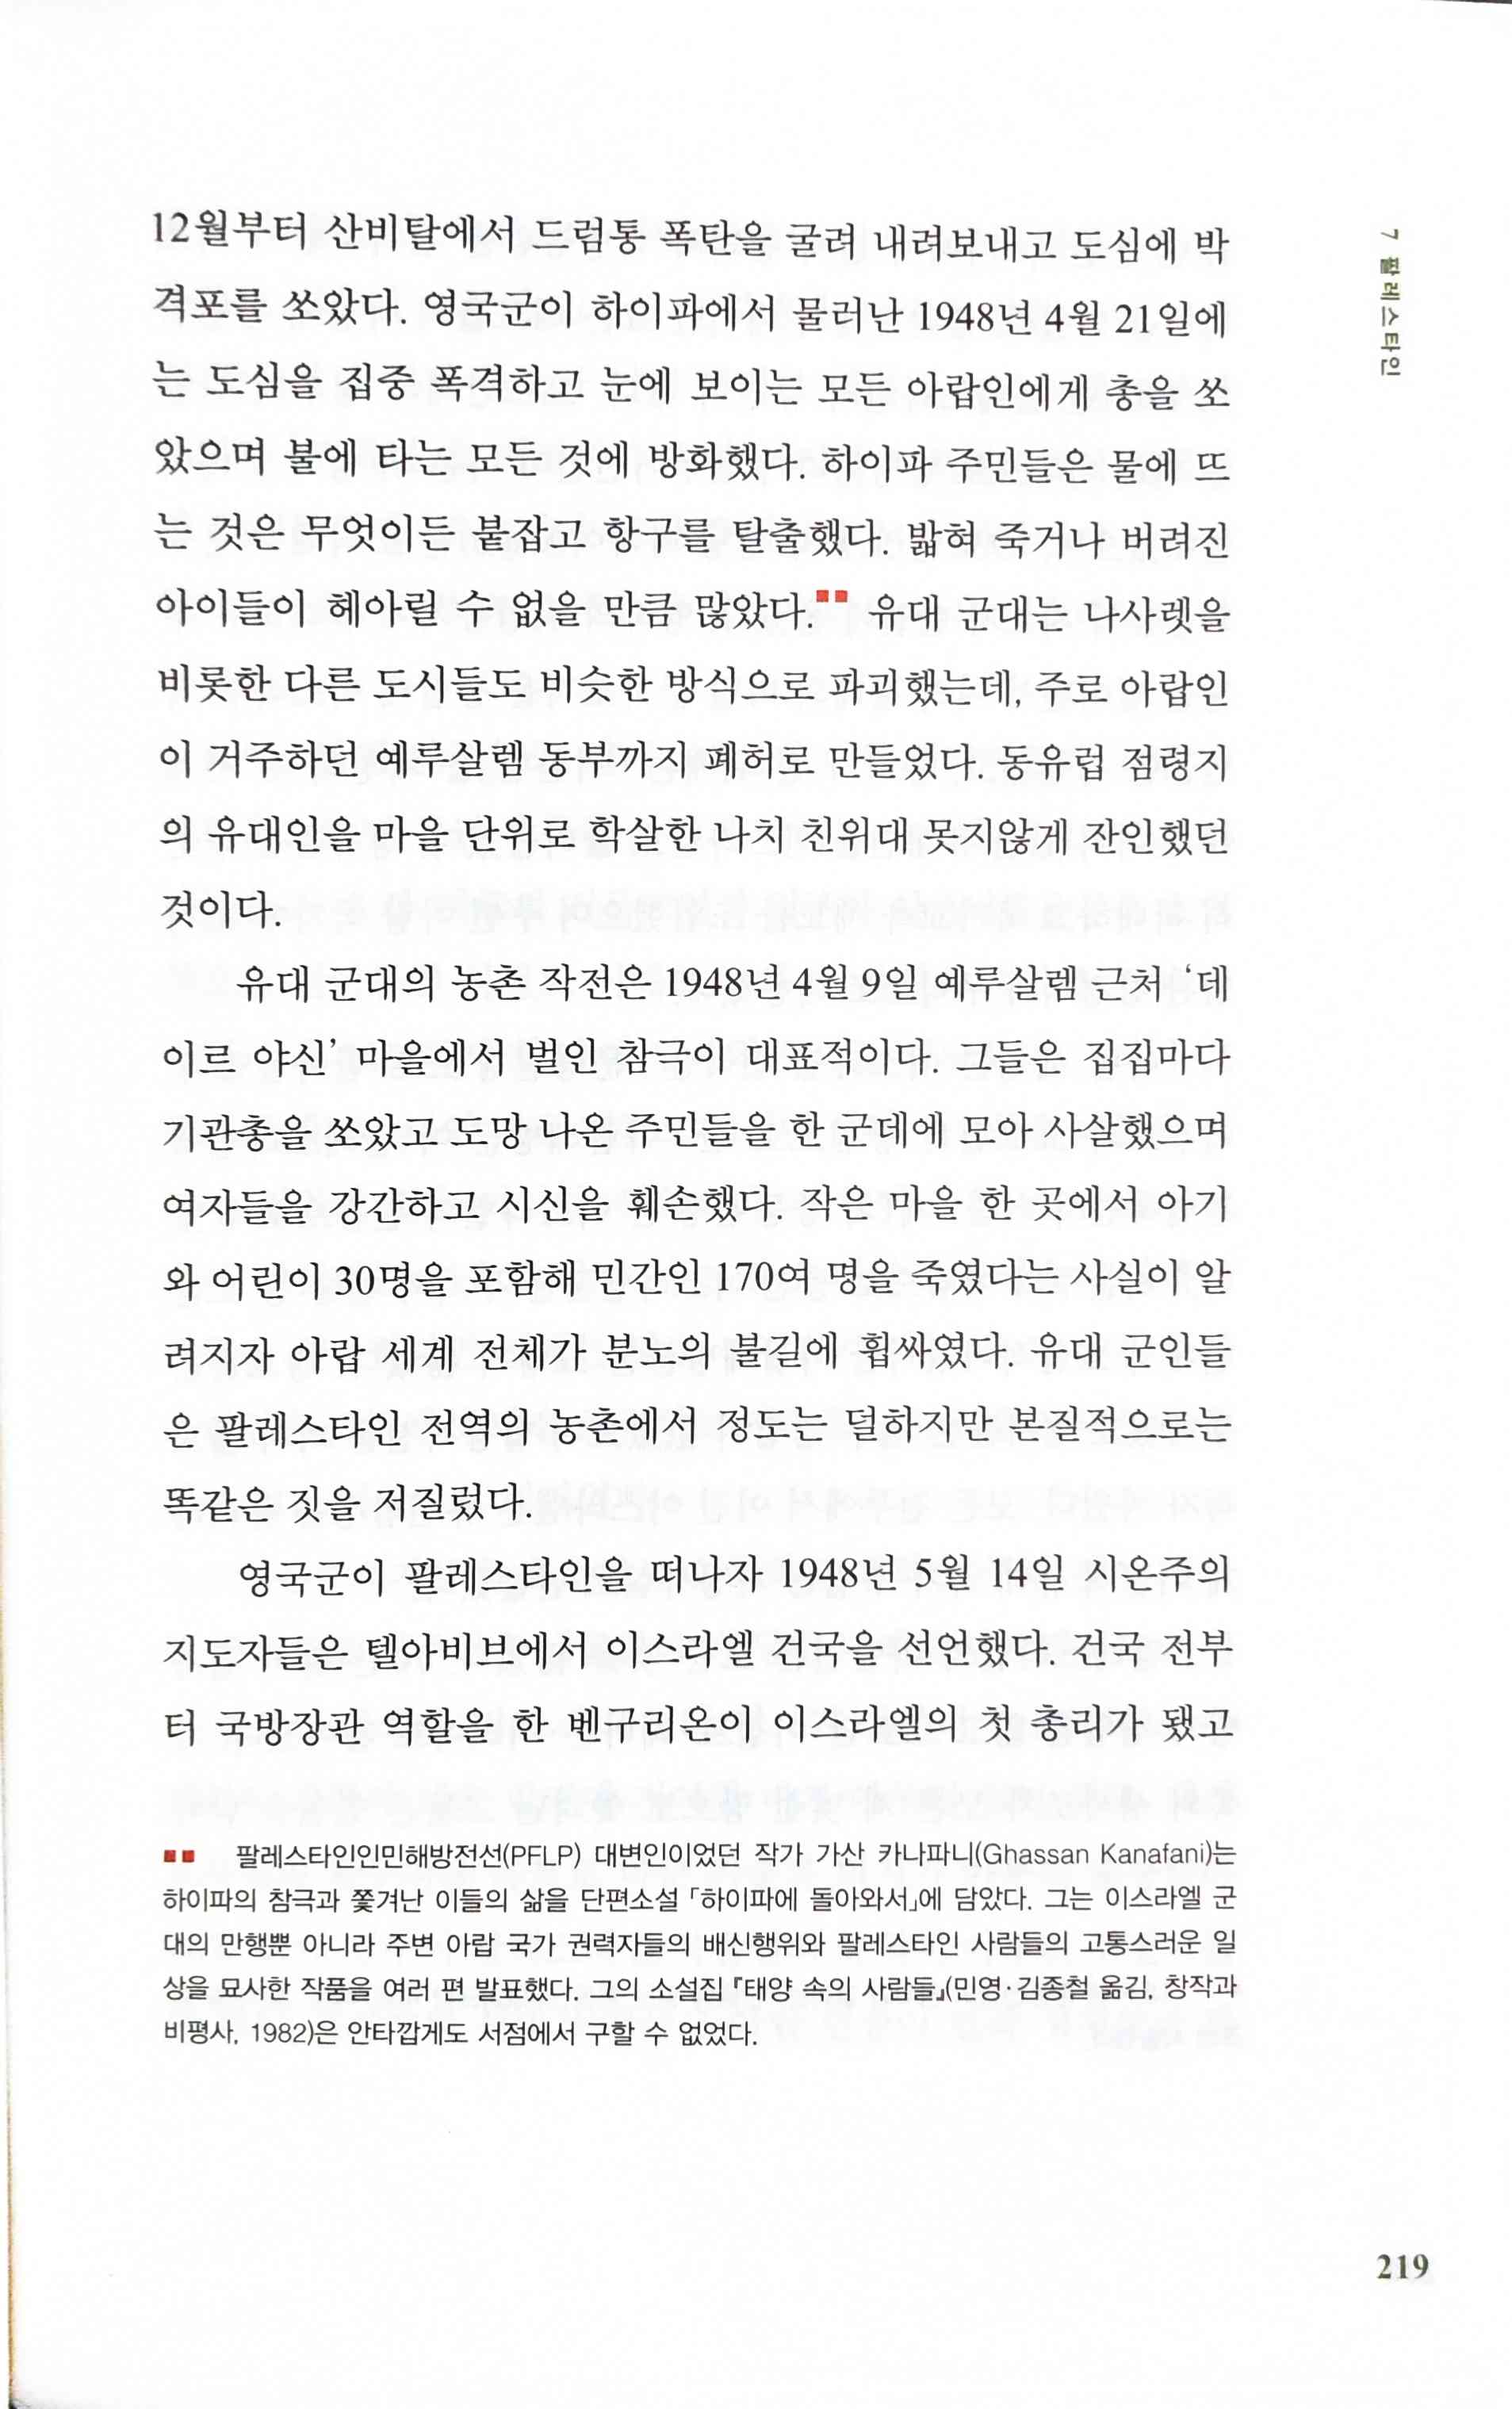 12월부터 산비탈에서 드럼통 폭탄을 굴려 내려보내고 도심에 박
격포를 쏘았다. 영국군이 하이파에서 물러난 1948년 4월 21일에
는 도심을 집중 폭격하고 눈에 보이는 모든 아랍인에게 총을 쏘
았으며 불에 타는 모든 것에 방화했다. 하이파 주민들은 물에 뜨
는 것은 무엇이든 붙잡고 항구를 탈출했다. 밟혀 죽거나 버려진
아이들이 헤아릴 수 없을 만큼 많았다.▪▪ 유대 군대는 나사렛을
비롯한 다른 도시들도 비슷한 방식으로 파괴했는데, 주로 아랍인
이 거주하던 예루살렘 동부까지 폐허로 만들었다. 동유럽 점령지
의 유대인을 마을 단위로 학살한 나치 친위대 못지않게 잔인했던
것이다.
유대 군대의 농촌 작전은 1948년 4월 9일 예루살렘 근처 ‘데
이르 야신’ 마을에서 벌인 참극이 대표적이다. 그들은 집집마다
기관총을 쏘았고 도망 나온 주민들을 한 군데에 모아 사살했으며
여자들을 강간하고 시신을 훼손했다. 작은 마을 한 곳에서 아기
와 어린이 30명을 포함해 민간인 170여 명을 죽였다는 사실이 알
려지자 아랍 세계 전체가 분노의 불길에 휩싸였다. 유대 군인들
은 팔레스타인 전역의 농촌에서 정도는 덜하지만 본질적으로는
똑같은 짓을 저질렀다.
영국군이 팔레스타인을 떠나자 1948년 5월 14일 시온주의
지도자들은 텔아비브에서 이스라엘 건국을 선언했다. 건국 전부
터 국방장관 역할을 한 벤구리온이 이스라엘의 첫 총리가 됐고
▪▪ 팔레스타인인민해방전선(PFLP) 대변인이었던 작가 가산 카나파니(Ghassan Kanafani)는
하이파의 참극과 쫓겨난 이들의 삶을 단편소설 「하이파에 돌아와서」에 담았다. 그는 이스라엘 군
대의 만행뿐 아니라 주변 아랍 국가 권력자들의 배신행위와 팔레스타인 사람들의 고통스러운 일
상을 묘사한 작품을 여러 편 발표했다. 그의 소설집 『태양 속의 사람들』(민영·김종철 옮김, 창작과
비평사, 1982)은 안타깝게도 서점에서 구할 수 없었다.
7 팔레스타인
219